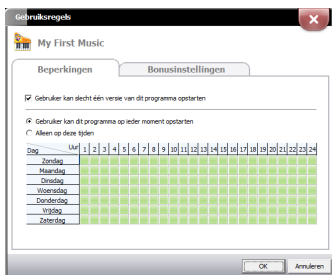 Gebruiksregels
My First Music
Beperkingen
Bonusinstellingen
Gebruiker kan slecht één versie van dit programma opstarten
Gebruiker kan dit programma op ieder moment opstarten
Alleen op deze tijden
Dag Uur 1 2 3 4 5 6 7 8 9 10 11 12 13 14 15 16 17 18 19 20 21 22 23 24
Zondag
Maandag
Dinsdag
Woensdag
Donderdag
Vrijdag
Zaterdag
OK Annuleren